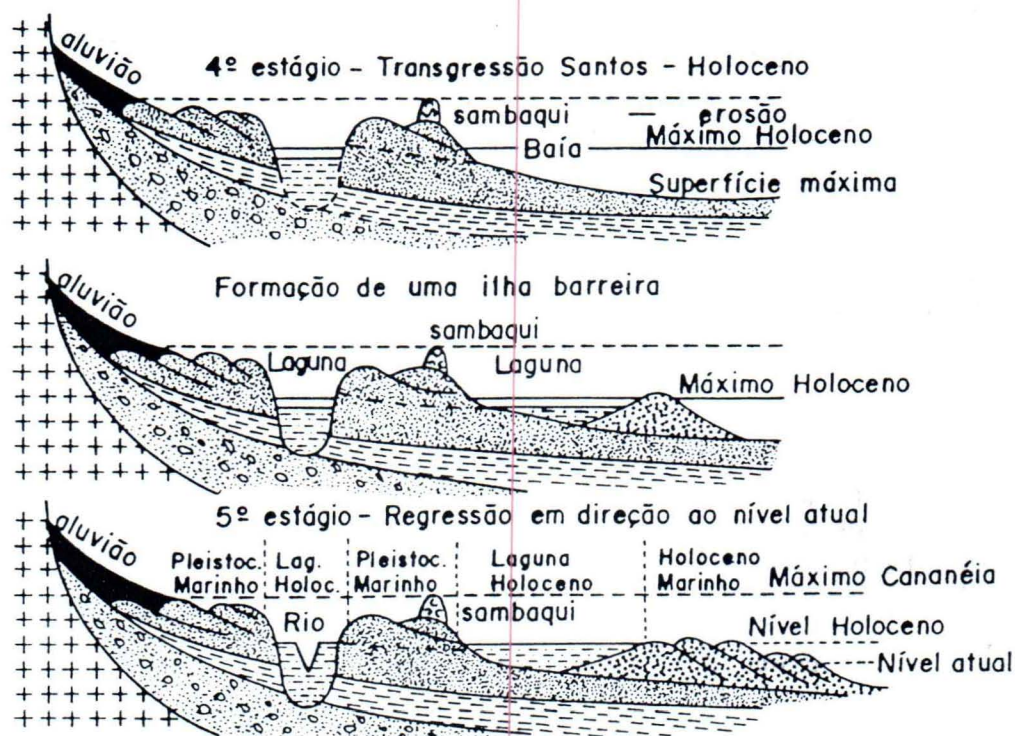 aluvião
4º estágio - Transgressão Santos - Holoceno
sambaqui — erosão
Máximo Holoceno
Baía
Superfície máxima
aluvião
Formação de uma ilha barreira
sambaqui
Laguna
Laguna
Máximo Holoceno
5º estágio - Regressão em direção ao nível atual
aluvião
Pleistoc. Marinho
Lag. Holoc.
Pleistoc. Marinho
Laguna Holoceno
Holoceno Marinho
Máximo Cananéia
Rio
sambaqui
Nível Holoceno
Nível atual